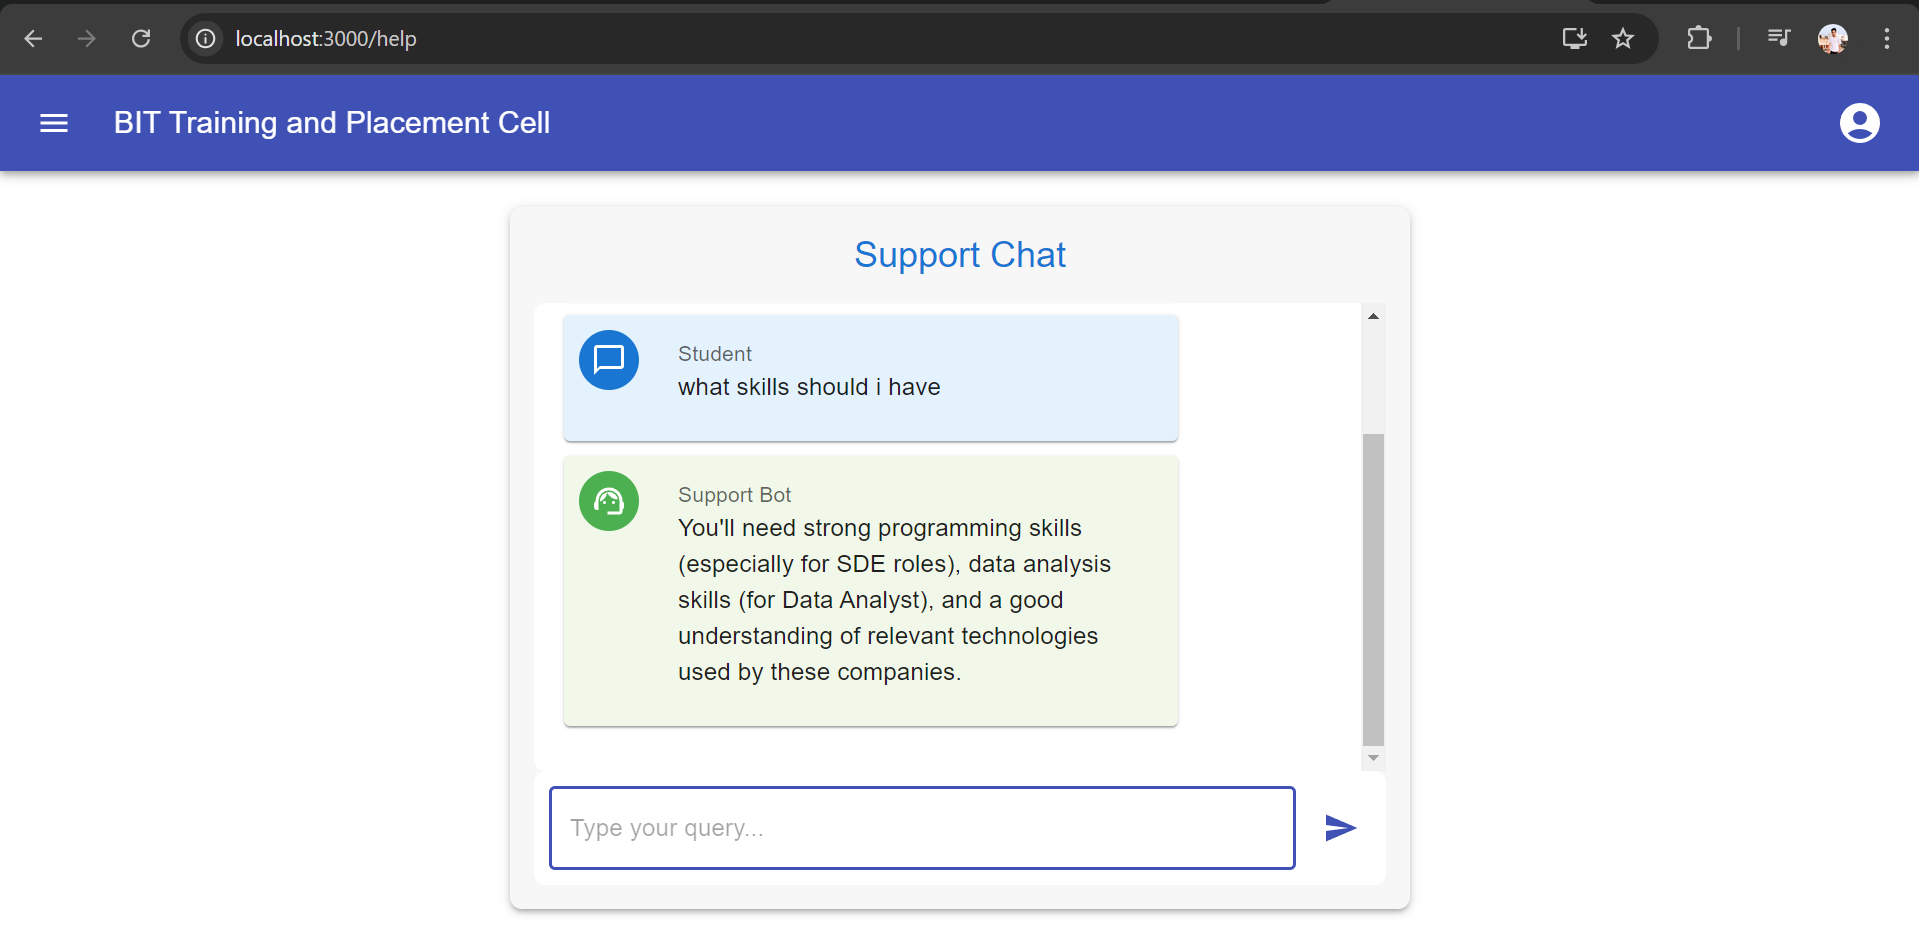 localhost:3000/help
BIT Training and Placement Cell
Support Chat
Student
what skills should i have
Support Bot
You'll need strong programming skills
(especially for SDE roles), data analysis
skills (for Data Analyst), and a good
understanding of relevant technologies
used by these companies.
Type your query...